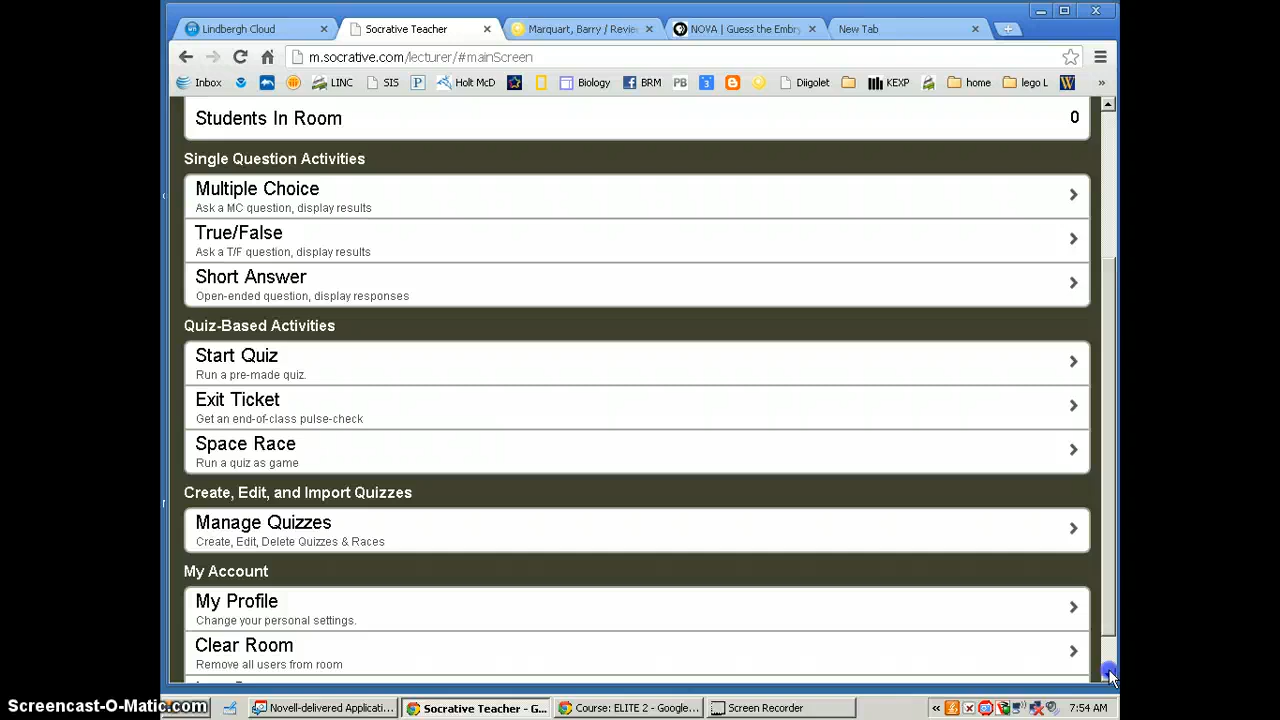 Lindbergh Cloud
Socrative Teacher
Marquart, Barry / Revie
NOVA | Guess the Embry
New Tab
m.socrative.com/lecturer/#mainScreen
Inbox
LINC
SIS
Holt McD
Biology
BRM
PB
3
Diigolet
KEXP
home
lego L
W
»
Students In Room
0
Single Question Activities
Multiple Choice
Ask a MC question, display results
True/False
Ask a T/F question, display results
Short Answer
Open-ended question, display responses
Quiz-Based Activities
Start Quiz
Run a pre-made quiz.
Exit Ticket
Get an end-of-class pulse-check
Space Race
Run a quiz as game
Create, Edit, and Import Quizzes
Manage Quizzes
Create, Edit, Delete Quizzes & Races
My Account
My Profile
Change your personal settings.
Clear Room
Remove all users from room
Screencast-O-Matic.com
Novell-delivered Applicati...
Socrative Teacher - G...
Course: ELITE 2 - Google...
Screen Recorder
«
7:54 AM